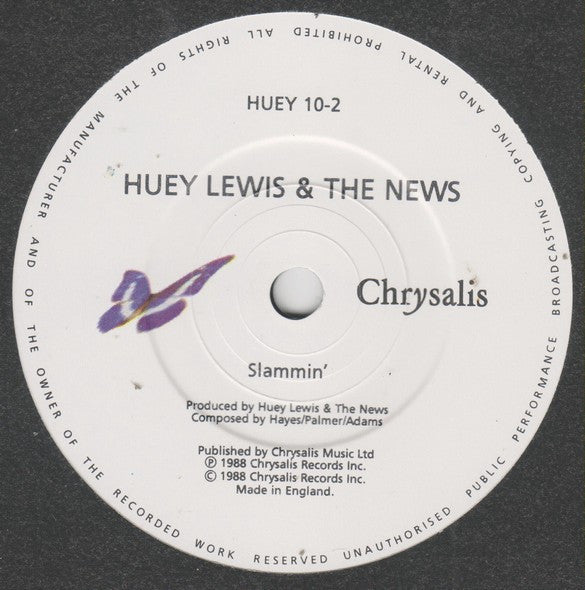 HUEY 10-2
HUEY LEWIS & THE NEWS
Chrysalis
Slammin'
Produced by Huey Lewis & The News
Composed by Hayes/Palmer/Adams
Published by Chrysalis Music Ltd
Ⓟ 1988 Chrysalis Records Inc.
© 1988 Chrysalis Records Inc.
Made in England.
ALL RIGHTS OF THE MANUFACTURER AND OF THE OWNER OF THE RECORDED WORK RESERVED UNAUTHORISED PUBLIC PERFORMANCE BROADCASTING COPYING AND RENTAL PROHIBITED